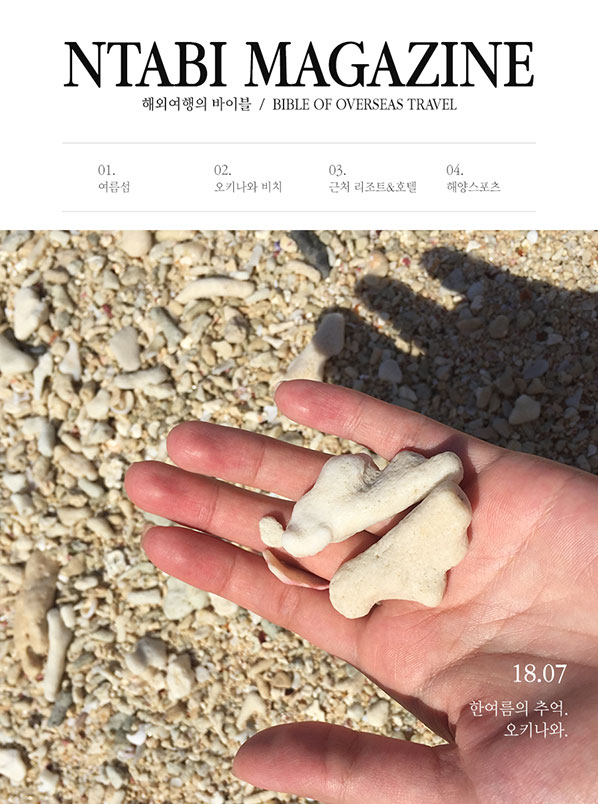 NTABI MAGAZINE
해외여행의 바이블 / BIBLE OF OVERSEAS TRAVEL
01.
여름섬
02.
오키나와 비치
03.
근처 리조트&호텔
04.
해양스포츠
18.07
한여름의 추억.
오키나와.